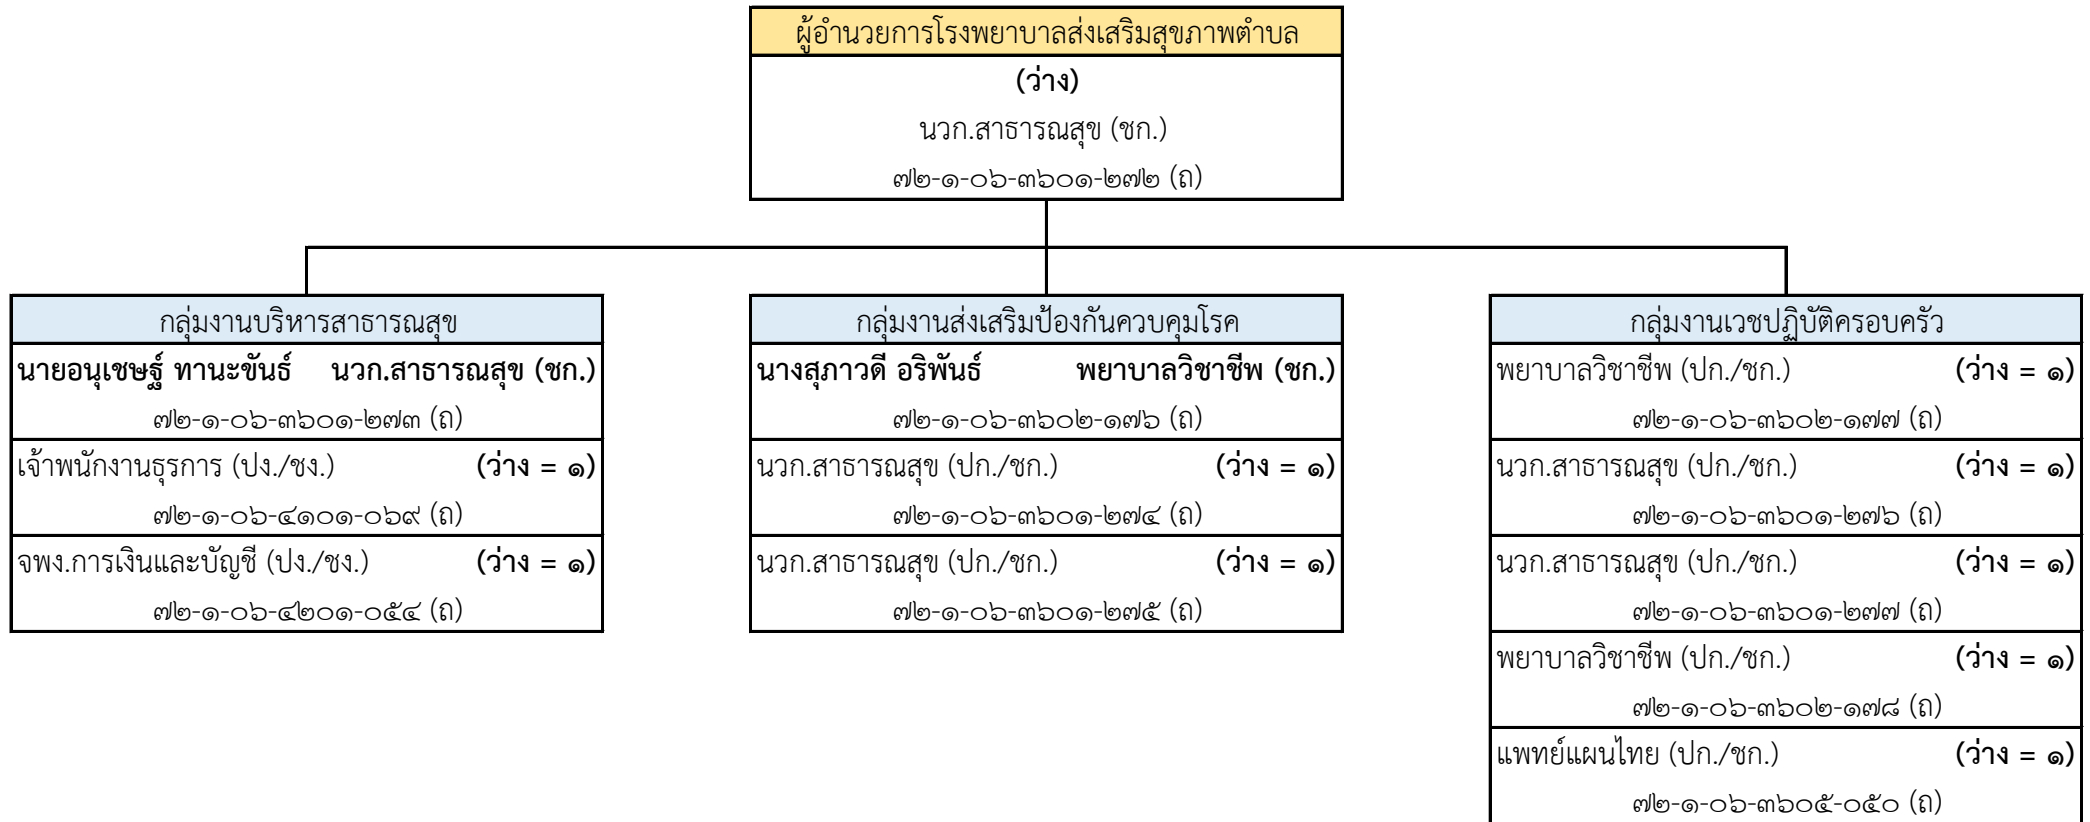 ผู้อำนวยการโรงพยาบาลส่งเสริมสุขภาพตำบล
(ว่าง)
นวก.สาธารณสุข (ชก.)
๗๒-๑-๐๖-๓๖๐๑-๒๗๒ (ถ)
กลุ่มงานบริหารสาธารณสุข
นายอนุเชษฐ์ ทานะขันธ์ นวก.สาธารณสุข (ชก.)
๗๒-๑-๐๖-๓๖๐๑-๒๗๓ (ถ)
เจ้าพนักงานธุรการ (ปง./ชง.) (ว่าง = ๑)
๗๒-๑-๐๖-๔๑๐๑-๐๖๙ (ถ)
จพง.การเงินและบัญชี (ปง./ชง.) (ว่าง = ๑)
๗๒-๑-๐๖-๔๒๐๑-๐๕๔ (ถ)
กลุ่มงานส่งเสริมป้องกันควบคุมโรค
นางสุภาวดี อริพันธ์ พยาบาลวิชาชีพ (ชก.)
๗๒-๑-๐๖-๓๖๐๒-๑๗๖ (ถ)
นวก.สาธารณสุข (ปก./ชก.) (ว่าง = ๑)
๗๒-๑-๐๖-๓๖๐๑-๒๗๔ (ถ)
นวก.สาธารณสุข (ปก./ชก.) (ว่าง = ๑)
๗๒-๑-๐๖-๓๖๐๑-๒๗๕ (ถ)
กลุ่มงานเวชปฏิบัติครอบครัว
พยาบาลวิชาชีพ (ปก./ชก.) (ว่าง = ๑)
๗๒-๑-๐๖-๓๖๐๒-๑๗๗ (ถ)
นวก.สาธารณสุข (ปก./ชก.) (ว่าง = ๑)
๗๒-๑-๐๖-๓๖๐๑-๒๗๖ (ถ)
นวก.สาธารณสุข (ปก./ชก.) (ว่าง = ๑)
๗๒-๑-๐๖-๓๖๐๑-๒๗๗ (ถ)
พยาบาลวิชาชีพ (ปก./ชก.) (ว่าง = ๑)
๗๒-๑-๐๖-๓๖๐๒-๑๗๘ (ถ)
แพทย์แผนไทย (ปก./ชก.) (ว่าง = ๑)
๗๒-๑-๐๖-๓๖๐๕-๐๕๐ (ถ)